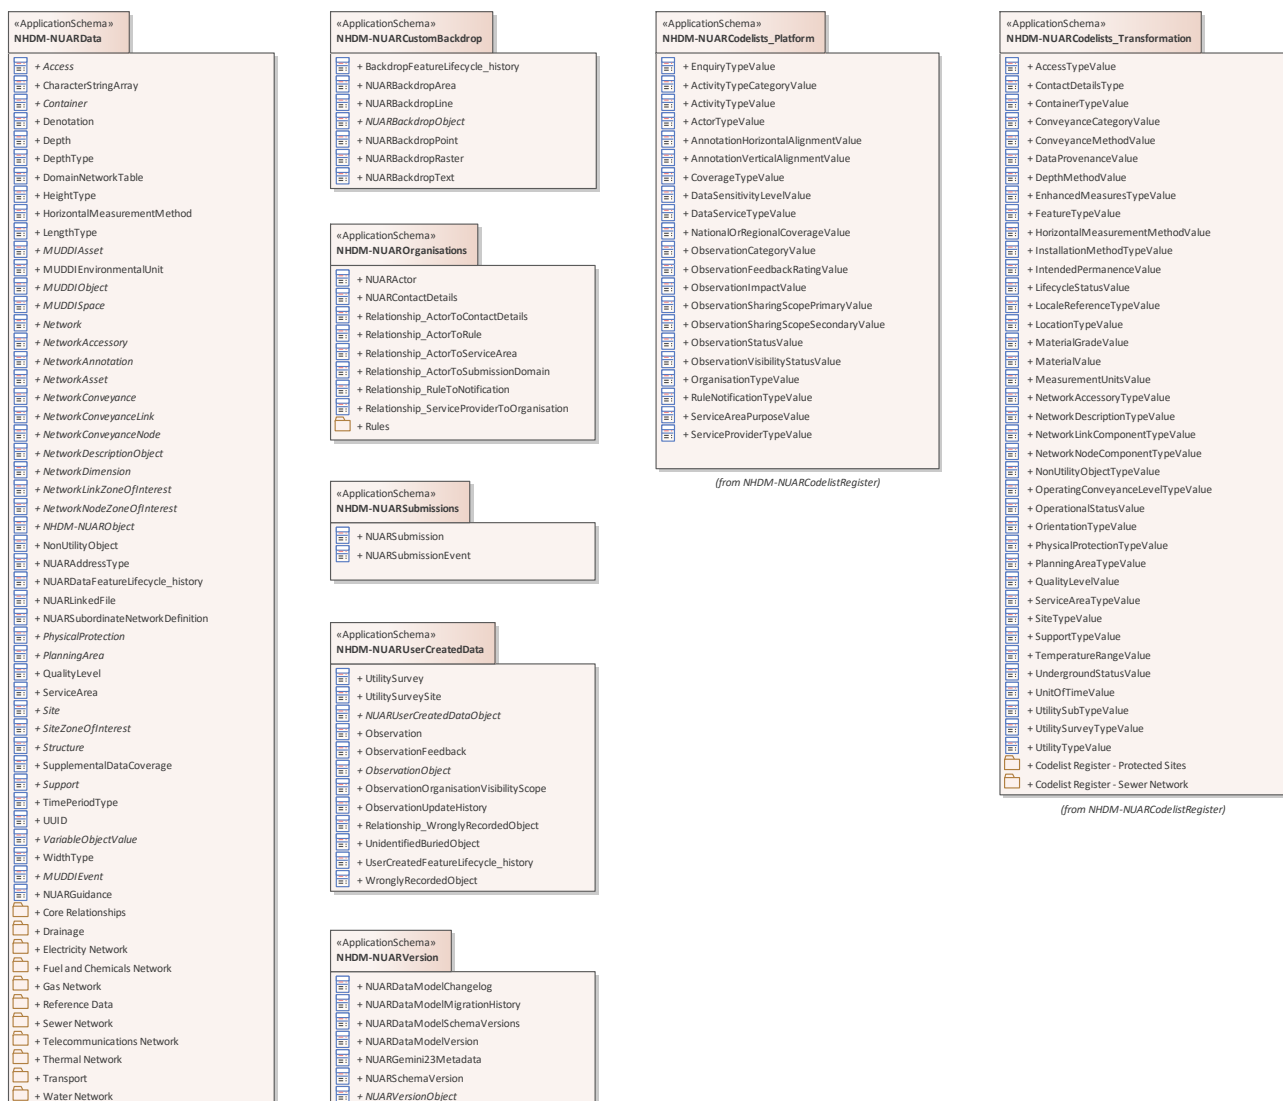 «ApplicationSchema»
NHDM-NUARData
+ Access
+ CharacterStringArray
+ Container
+ Denotation
+ Depth
+ DepthType
+ DomainNetworkTable
+ HeightType
+ HorizontalMeasurementMethod
+ LengthType
+ MUDDIAsset
+ MUDDIEnvironmentalUnit
+ MUDDIObject
+ MUDDISpace
+ Network
+ NetworkAccessory
+ NetworkAnnotation
+ NetworkAsset
+ NetworkConveyance
+ NetworkConveyanceLink
+ NetworkConveyanceNode
+ NetworkDescriptionObject
+ NetworkDimension
+ NetworkLinkZoneOfInterest
+ NetworkNodeZoneOfInterest
+ NHDM-NUARObject
+ NonUtilityObject
+ NUARAddressType
+ NUARDataFeatureLifecycle_history
+ NUARLinkedFile
+ NUARSubordinateNetworkDefinition
+ PhysicalProtection
+ PlanningArea
+ QualityLevel
+ ServiceArea
+ Site
+ SiteZoneOfInterest
+ Structure
+ SupplementalDataCoverage
+ Support
+ TimePeriodType
+ UUID
+ VariableObjectValue
+ WidthType
+ MUDDIEvent
+ NUARGuidance
+ Core Relationships
+ Drainage
+ Electricity Network
+ Fuel and Chemicals Network
+ Gas Network
+ Reference Data
+ Sewer Network
+ Telecommunications Network
+ Thermal Network
+ Transport
+ Water Network
«ApplicationSchema»
NHDM-NUARCustomBackdrop
+ BackdropFeatureLifecycle_history
+ NUARBackdropArea
+ NUARBackdropLine
+ NUARBackdropObject
+ NUARBackdropPoint
+ NUARBackdropRaster
+ NUARBackdropText
«ApplicationSchema»
NHDM-NUAROrganisations
+ NUARActor
+ NUARContactDetails
+ Relationship_ActorToContactDetails
+ Relationship_ActorToRule
+ Relationship_ActorToServiceArea
+ Relationship_ActorToSubmissionDomain
+ Relationship_RuleToNotification
+ Relationship_ServiceProviderToOrganisation
+ Rules
«ApplicationSchema»
NHDM-NUARSubmissions
+ NUARSubmission
+ NUARSubmissionEvent
«ApplicationSchema»
NHDM-NUARUserCreatedData
+ UtilitySurvey
+ UtilitySurveySite
+ NUARUserCreatedDataObject
+ Observation
+ ObservationFeedback
+ ObservationObject
+ ObservationOrganisationVisibilityScope
+ ObservationUpdateHistory
+ Relationship_WronglyRecordedObject
+ UnidentifiedBuriedObject
+ UserCreatedFeatureLifecycle_history
+ WronglyRecordedObject
«ApplicationSchema»
NHDM-NUARVersion
+ NUARDataModelChangelog
+ NUARDataModelMigrationHistory
+ NUARDataModelSchemaVersions
+ NUARDataModelVersion
+ NUARGemini23Metadata
+ NUARSchemaVersion
+ NUARVersionObject
«ApplicationSchema»
NHDM-NUARCodelists_Platform
+ EnquiryTypeValue
+ ActivityTypeCategoryValue
+ ActivityTypeValue
+ ActorTypeValue
+ AnnotationHorizontalAlignmentValue
+ AnnotationVerticalAlignmentValue
+ CoverageTypeValue
+ DataSensitivityLevelValue
+ DataServiceTypeValue
+ NationalOrRegionalCoverageValue
+ ObservationCategoryValue
+ ObservationFeedbackRatingValue
+ ObservationImpactValue
+ ObservationSharingScopePrimaryValue
+ ObservationSharingScopeSecondaryValue
+ ObservationStatusValue
+ ObservationVisibilityStatusValue
+ OrganisationTypeValue
+ RuleNotificationTypeValue
+ ServiceAreaPurposeValue
+ ServiceProviderTypeValue
(from NHDM-NUARCodelistRegister)
«ApplicationSchema»
NHDM-NUARCodelists_Transformation
+ AccessTypeValue
+ ContactDetailsType
+ ContainerTypeValue
+ ConveyanceCategoryValue
+ ConveyanceMethodValue
+ DataProvenanceValue
+ DepthMethodValue
+ EnhancedMeasuresTypeValue
+ FeatureTypeValue
+ HorizontalMeasurementMethodValue
+ InstallationMethodTypeValue
+ IntendedPermanenceValue
+ LifecycleStatusValue
+ LocaleReferenceTypeValue
+ LocationTypeValue
+ MaterialGradeValue
+ MaterialValue
+ MeasurementUnitsValue
+ NetworkAccessoryTypeValue
+ NetworkDescriptionTypeValue
+ NetworkLinkComponentTypeValue
+ NetworkNodeComponentTypeValue
+ NonUtilityObjectTypeValue
+ OperatingConveyanceLevelTypeValue
+ OperationalStatusValue
+ OrientationTypeValue
+ PhysicalProtectionTypeValue
+ PlanningAreaTypeValue
+ QualityLevelValue
+ ServiceAreaTypeValue
+ SiteTypeValue
+ SupportTypeValue
+ TemperatureRangeValue
+ UndergroundStatusValue
+ UnitOfTimeValue
+ UtilitySubTypeValue
+ UtilitySurveyTypeValue
+ UtilityTypeValue
+ Codelist Register - Protected Sites
+ Codelist Register - Sewer Network
(from NHDM-NUARCodelistRegister)